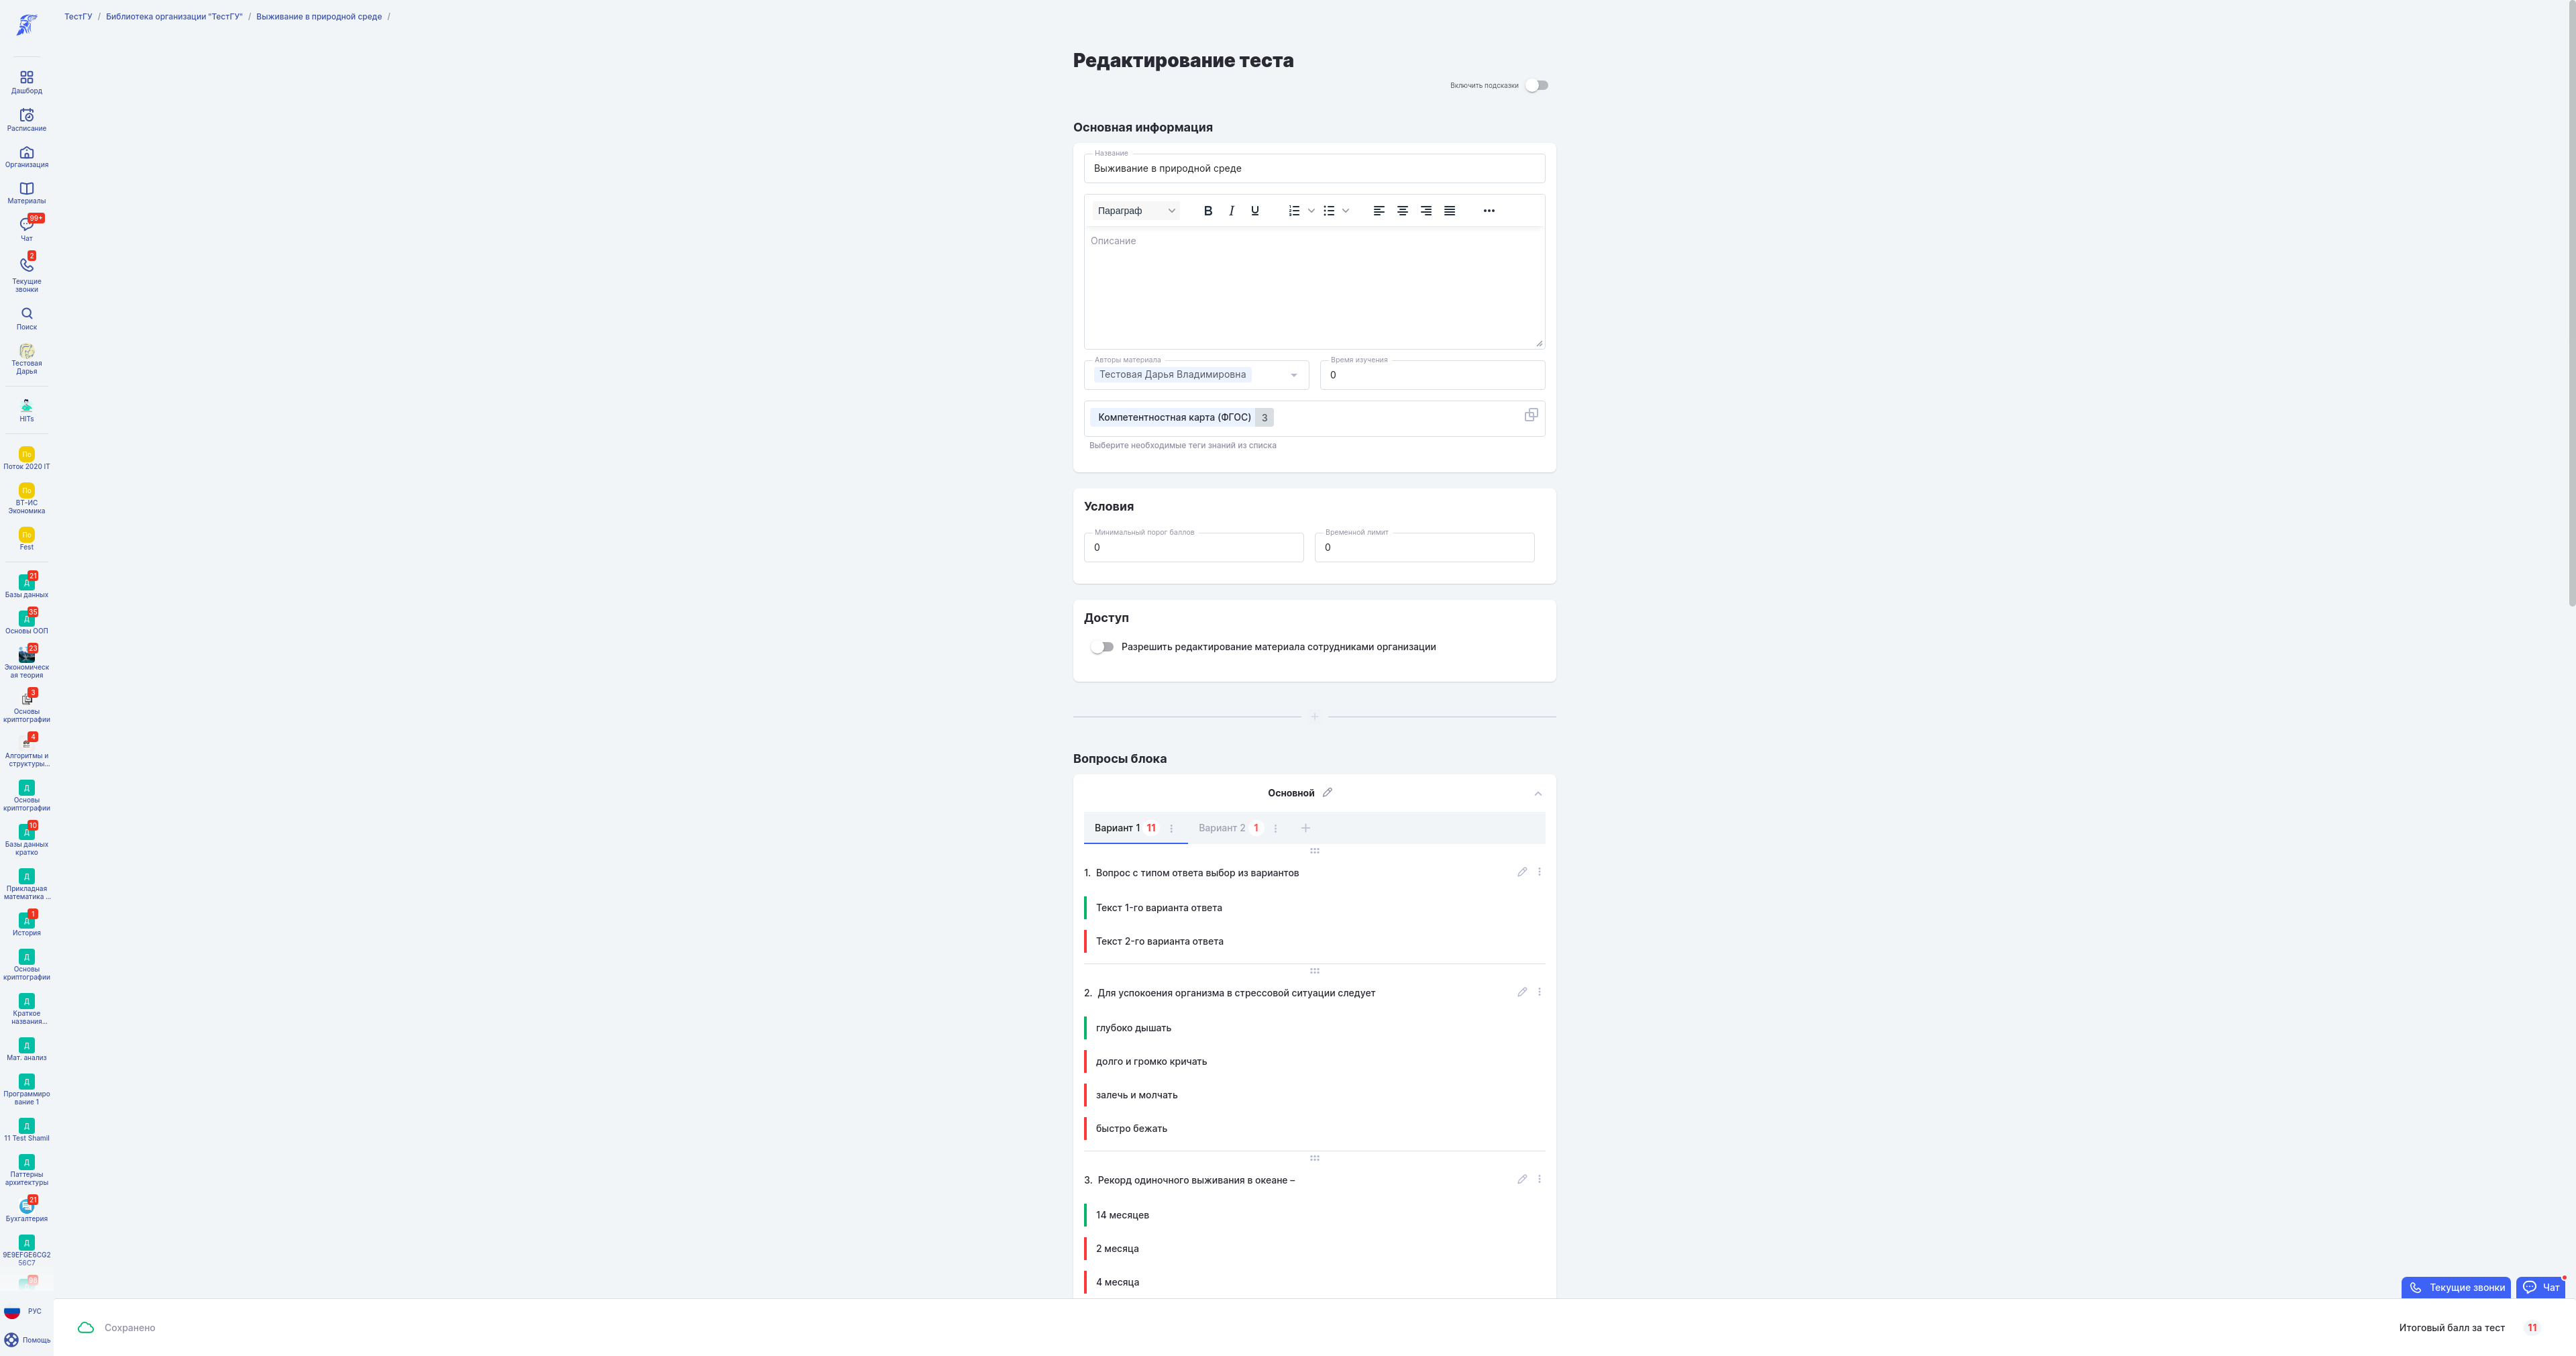 ТестГУ / Библиотека организации "ТестГУ" / Выживание в природной среде /
Дашборд
Расписание
Организация
Материалы
99+
Чат
2
Текущие
звонки
Поиск
Тестовая
Дарья
HITs
По
Поток 2020 IT
По
ВТ-ИС
Экономика
По
Fest
21
Д
Базы данных
35
Д
Основы ООП
23
Экономическ
ая теория
3
Основы
криптографии
4
Алгоритмы и
структуры...
Д
Основы
криптографии
10
Д
Базы данных
кратко
Д
Прикладная
математика ...
1
Д
История
Д
Основы
криптографии
Д
Краткое
названия...
Д
Мат. анализ
Д
Программиро
вание 1
Д
11 Test Shamil
Д
Паттерны
архитектуры
21
Бухгалтерия
Д
9E9EFGE6CG2
56C7
РУС
Помощь
Редактирование теста
Включить подсказки
Основная информация
Название
Выживание в природной среде
Параграф
Описание
Авторы материала
Тестовая Дарья Владимировна
Время изучения
0
Компетентностная карта (ФГОС) 3
Выберите необходимые теги знаний из списка
Условия
Минимальный порог баллов
0
Временной лимит
0
Доступ
Разрешить редактирование материала сотрудниками организации
Вопросы блока
Основной
Вариант 1 11 Вариант 2 1
1. Вопрос с типом ответа выбор из вариантов
Текст 1-го варианта ответа
Текст 2-го варианта ответа
2. Для успокоения организма в стрессовой ситуации следует
глубоко дышать
долго и громко кричать
залечь и молчать
быстро бежать
3. Рекорд одиночного выживания в океане –
14 месяцев
2 месяца
4 месяца
Текущие звонки
Чат
Сохранено
Итоговый балл за тест 11